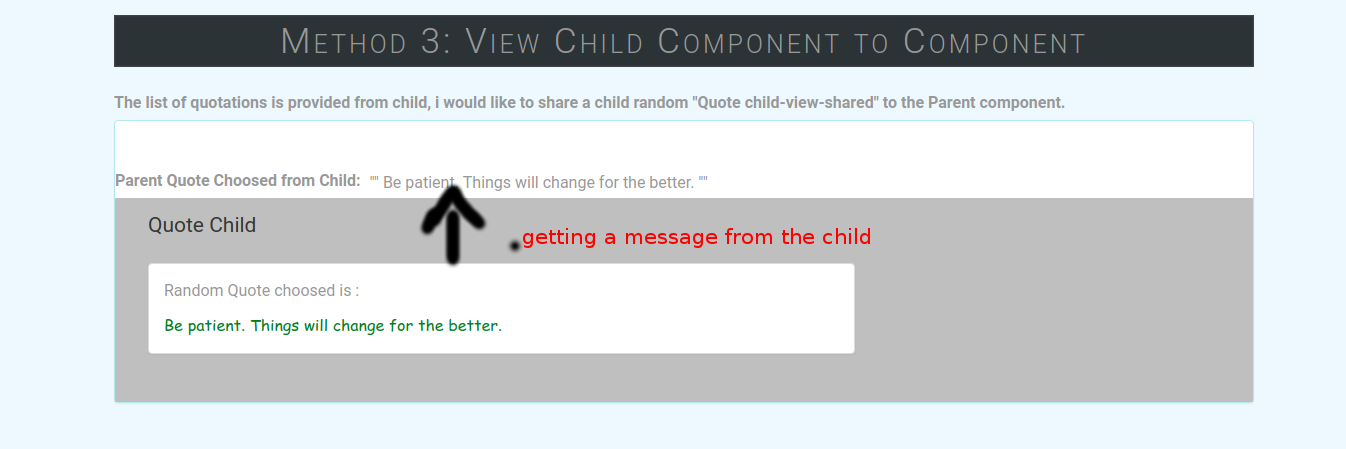 Method 3: View Child Component to Component
The list of quotations is provided from child, i would like to share a child random "Quote child-view-shared" to the Parent component.
Parent Quote Choosed from Child: "" Be patient. Things will change for the better. ""
Quote Child
getting a message from the child
Random Quote choosed is :
Be patient. Things will change for the better.